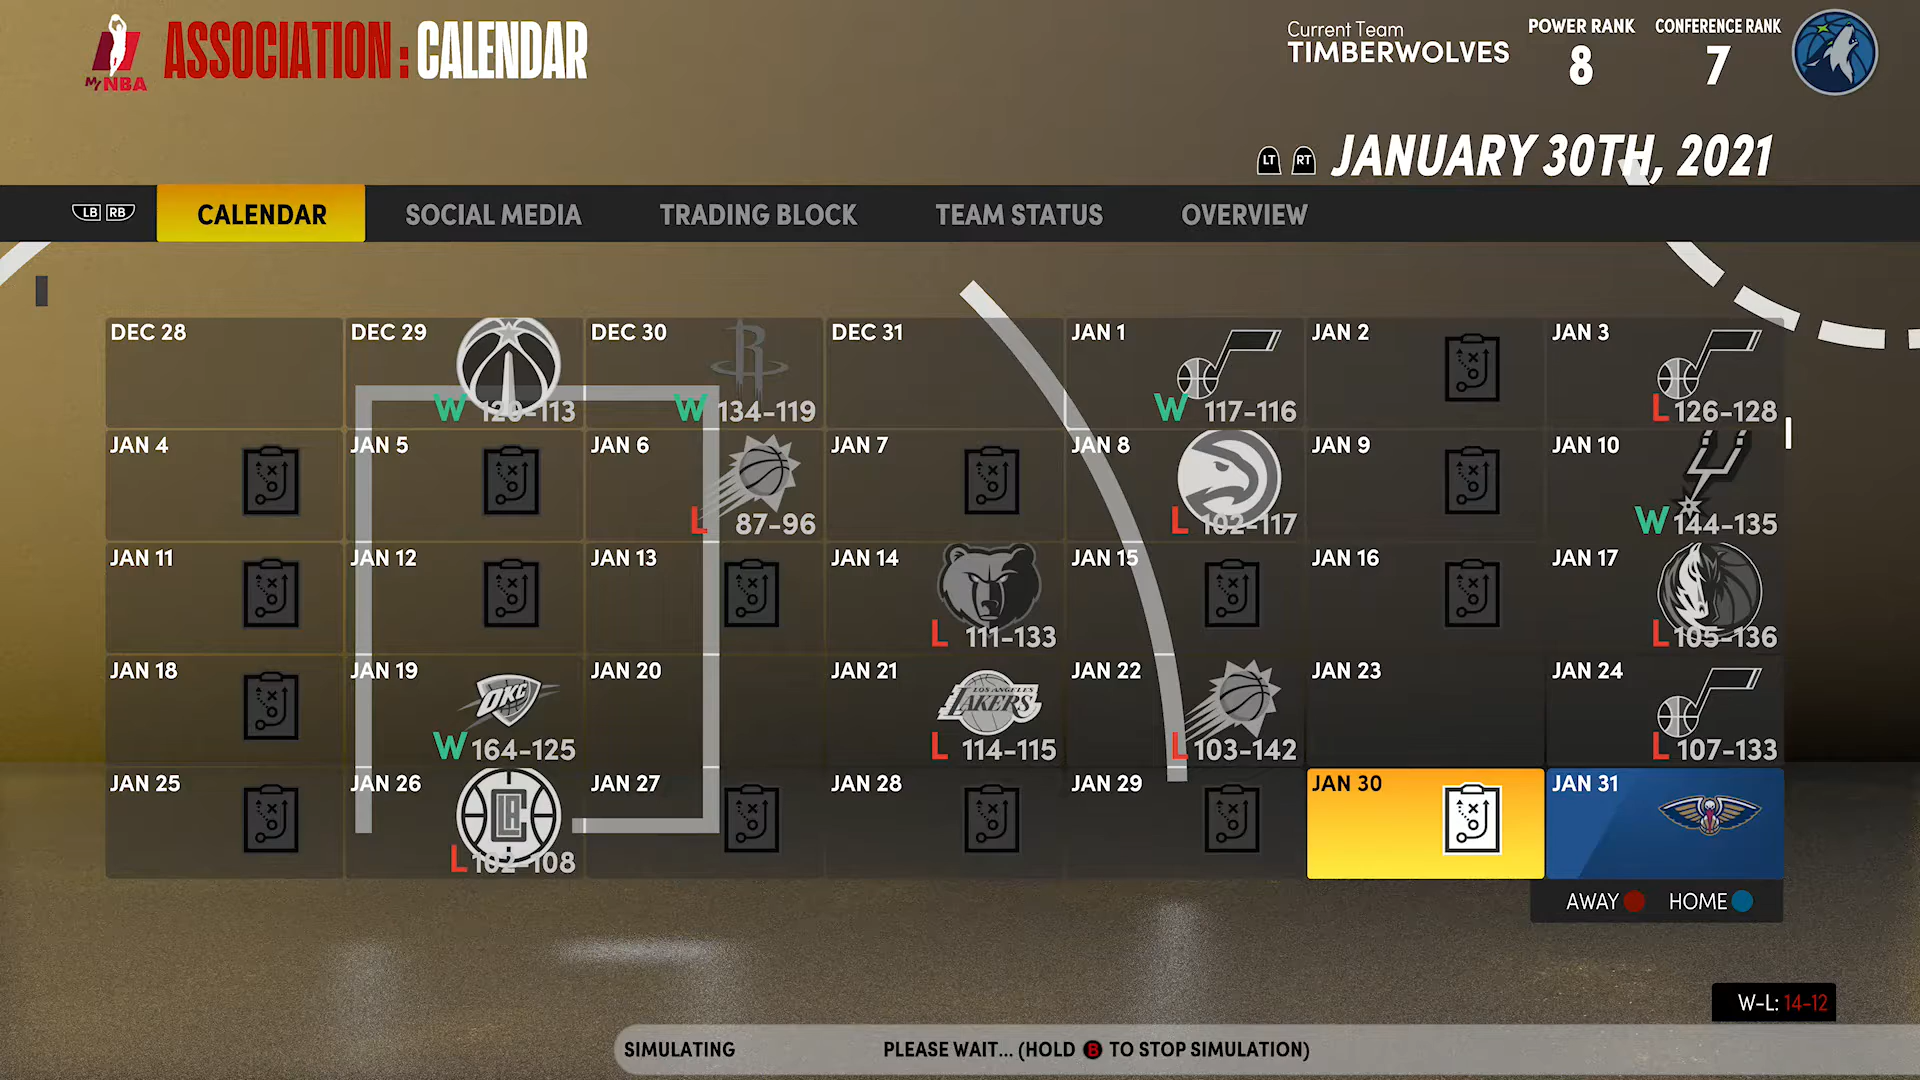 MyNBA
ASSOCIATION: CALENDAR
Current Team
TIMBERWOLVES
POWER RANK
8
CONFERENCE RANK
7
LT RT JANUARY 30TH, 2021
LB RB CALENDAR SOCIAL MEDIA TRADING BLOCK TEAM STATUS OVERVIEW
DEC 28 DEC 29 DEC 30 DEC 31 JAN 1 JAN 2 JAN 3
R
W W 134-119 W 117-116 L 126-128
JAN 4 JAN 5 JAN 6 JAN 7 JAN 8 JAN 9 JAN 10
L 87-96 L 102-117 W 144-135
JAN 11 JAN 12 JAN 13 JAN 14 JAN 15 JAN 16 JAN 17
L 111-133 L 105-136
JAN 18 JAN 19 JAN 20 JAN 21 JAN 22 JAN 23 JAN 24
OKC LOS ANGELES LAKERS
W 164-125 L 114-115 L 103-142 L 107-133
JAN 25 JAN 26 JAN 27 JAN 28 JAN 29 JAN 30 JAN 31
LAC
L 102-108
AWAY HOME
W-L: 14-12
SIMULATING PLEASE WAIT... (HOLD B TO STOP SIMULATION)